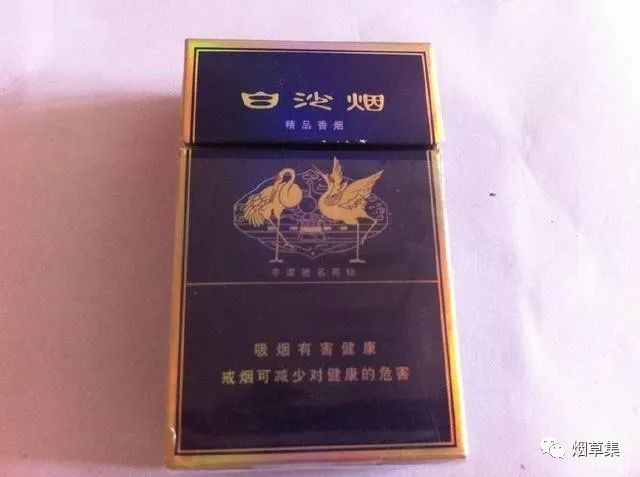 白沙烟
精品香烟
中国驰名商标
吸烟有害健康
戒烟可减少对健康的危害
烟草集